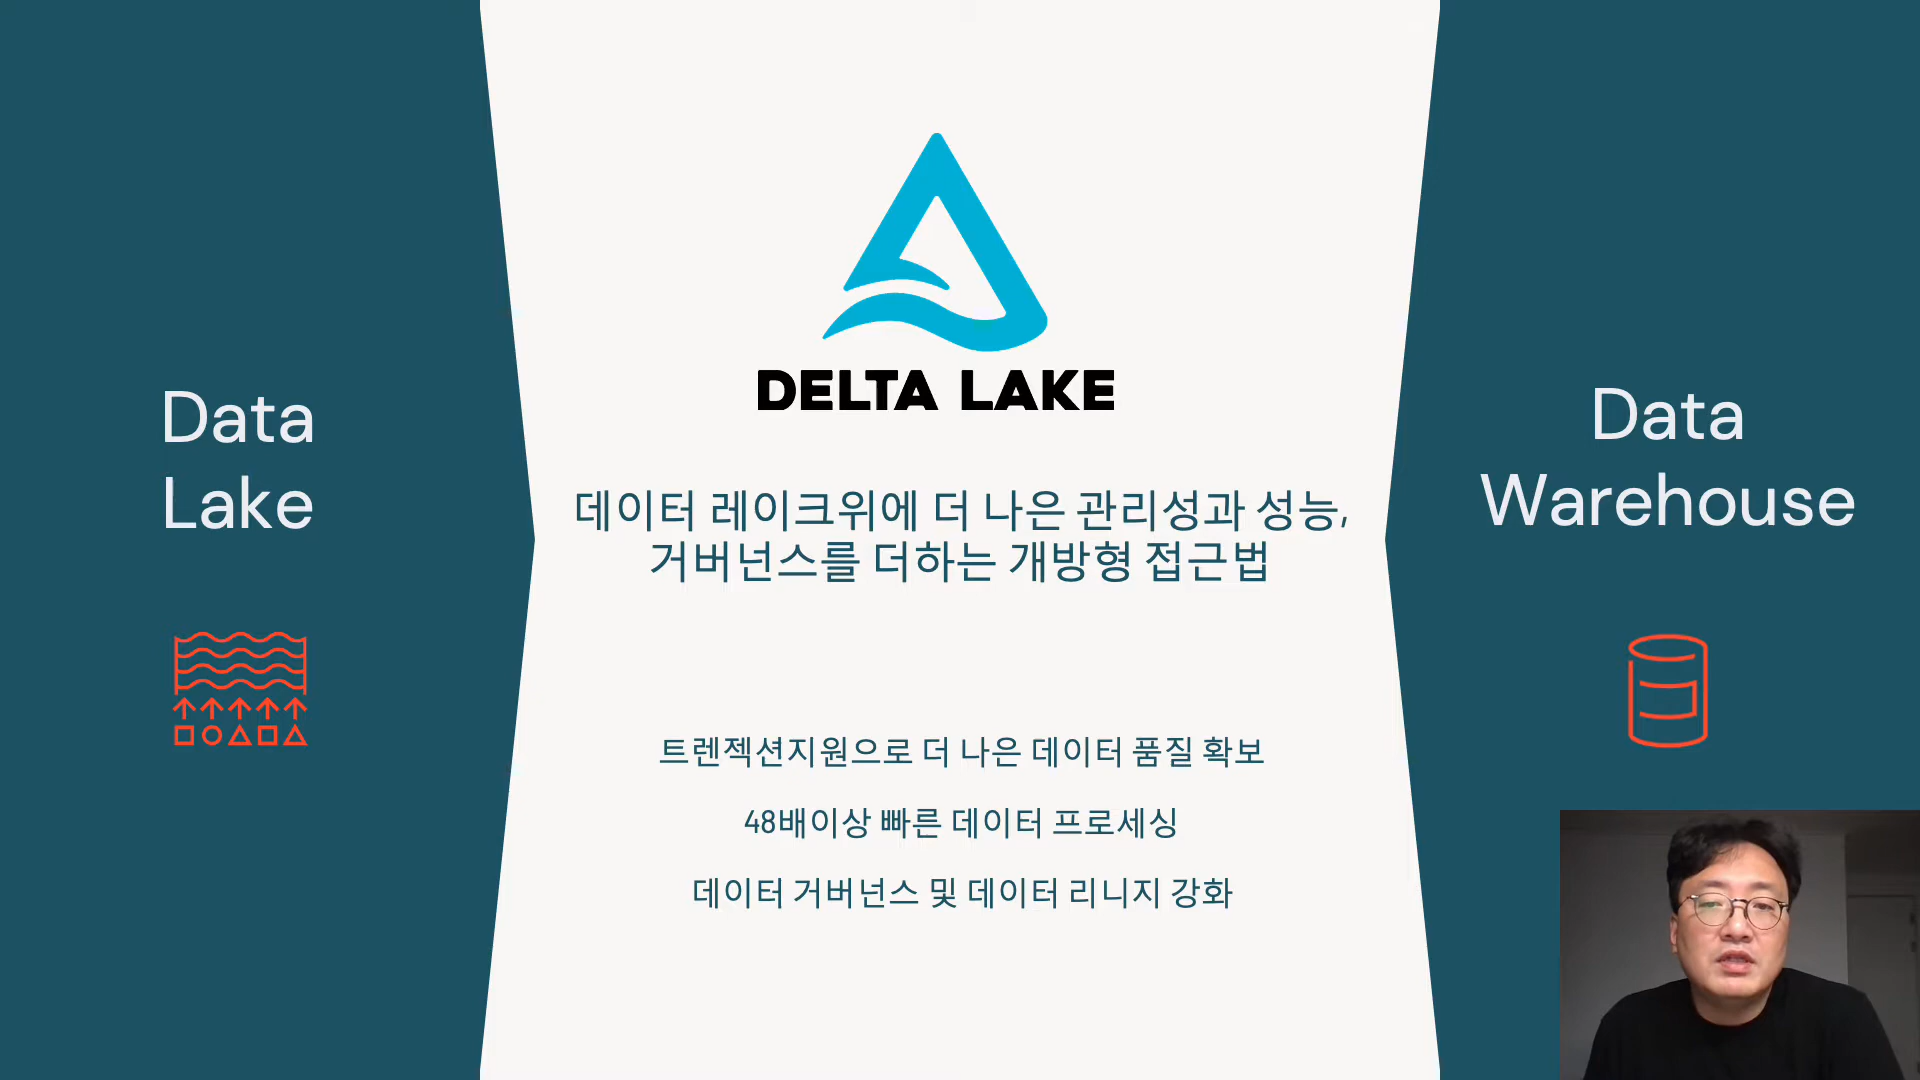 Data
Lake
DELTA LAKE
데이터 레이크위에 더 나은 관리성과 성능,
거버넌스를 더하는 개방형 접근법
트렌젝션지원으로 더 나은 데이터 품질 확보
48배이상 빠른 데이터 프로세싱
데이터 거버넌스 및 데이터 리니지 강화
Data
Warehouse